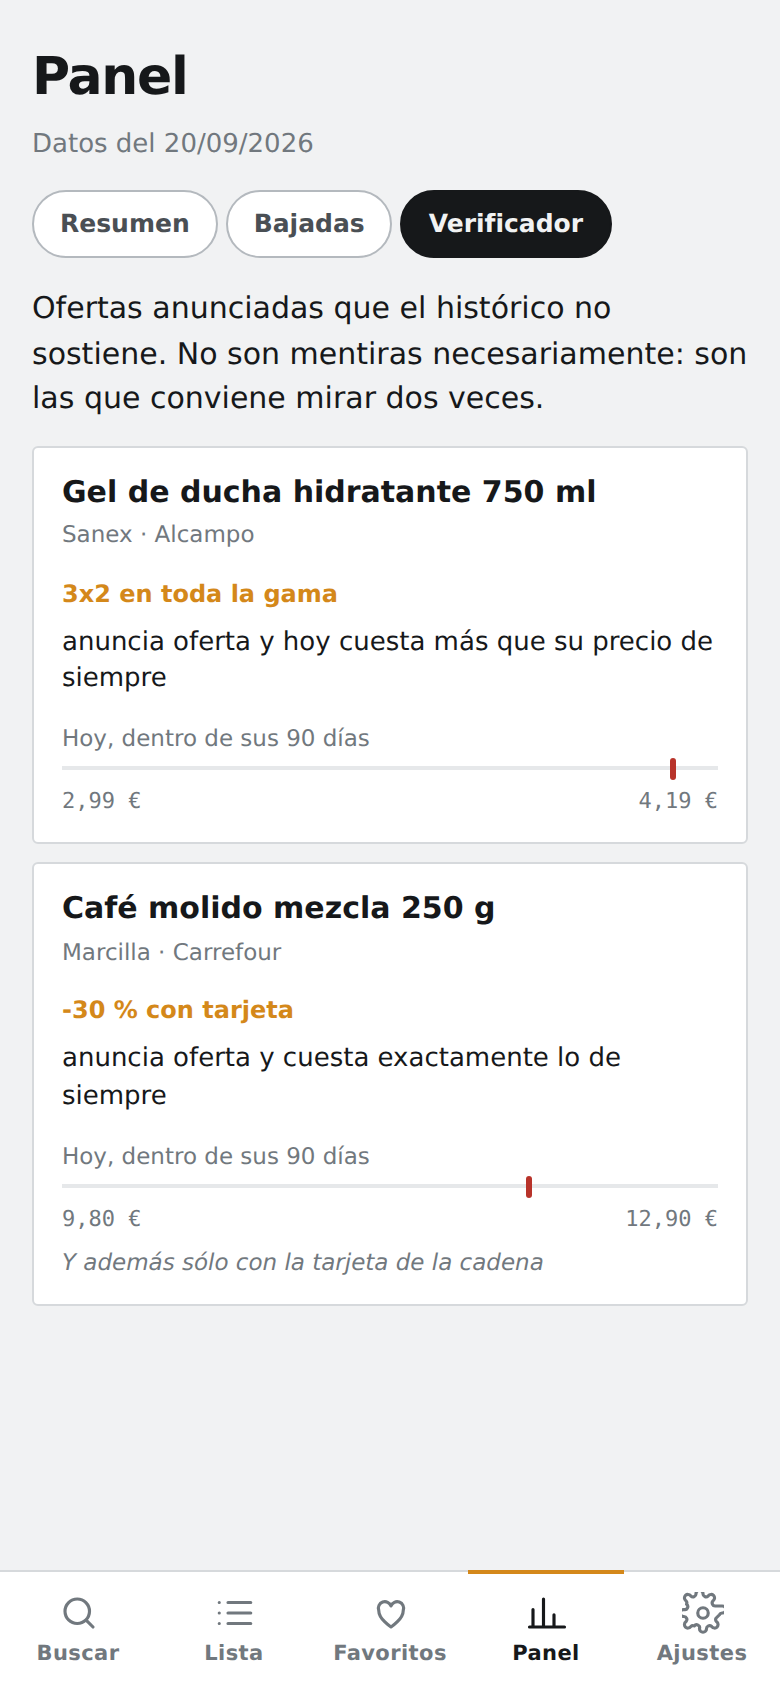 Panel
Datos del 20/09/2026
Resumen
Bajadas
Verificador
Ofertas anunciadas que el histórico no
sostiene. No son mentiras necesariamente: son
las que conviene mirar dos veces.
Gel de ducha hidratante 750 ml
Sanex · Alcampo
3x2 en toda la gama
anuncia oferta y hoy cuesta más que su precio de
siempre
Hoy, dentro de sus 90 días
2,99 €
4,19 €
Café molido mezcla 250 g
Marcilla · Carrefour
-30 % con tarjeta
anuncia oferta y cuesta exactamente lo de
siempre
Hoy, dentro de sus 90 días
9,80 €
12,90 €
Y además sólo con la tarjeta de la cadena
Buscar
Lista
Favoritos
Panel
Ajustes